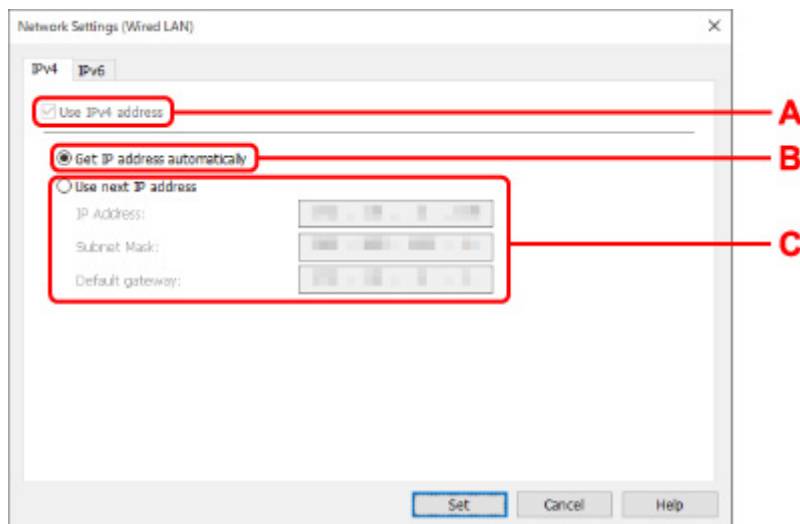 Network Settings (Wired LAN)
IPv4 IPv6
Use IPv4 address A
Get IP address automatically B
Use next IP address
IP Address:
Subnet Mask: C
Default gateway:
Set Cancel Help